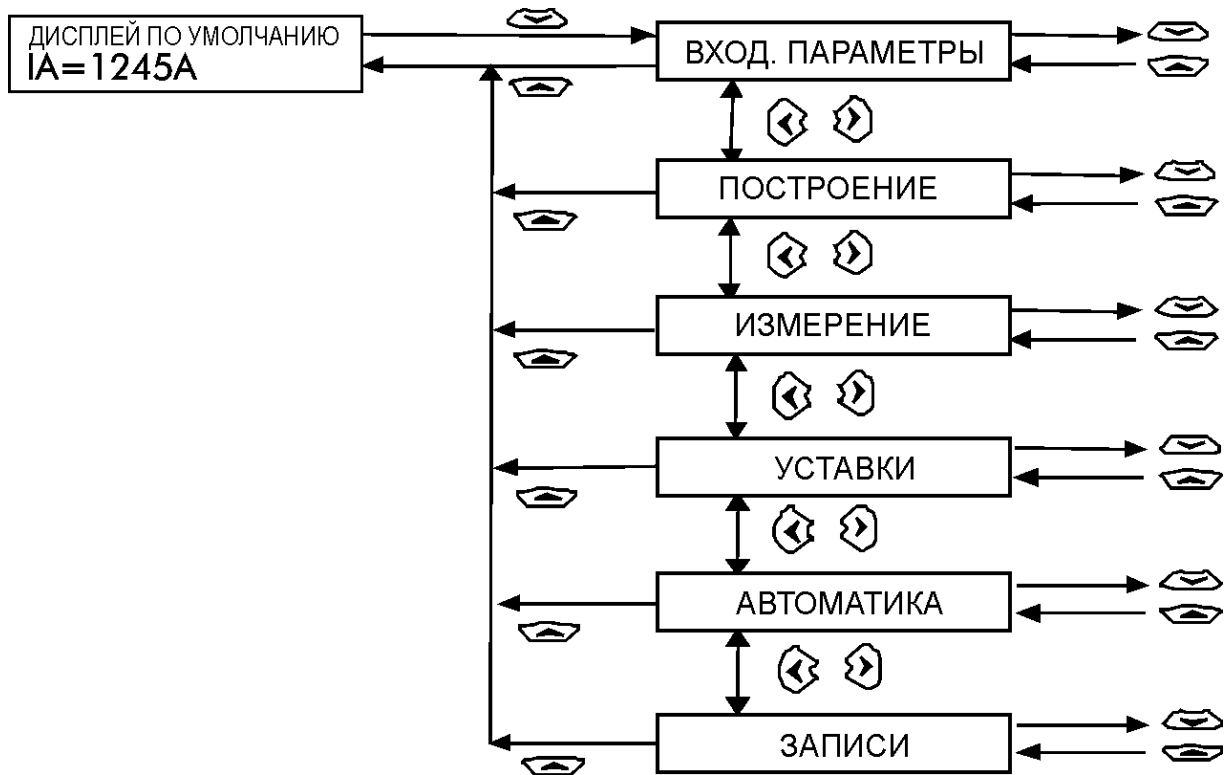 ДИСПЛЕЙ ПО УМОЛЧАНИЮ
IA=1245A
ВХОД. ПАРАМЕТРЫ
ПОСТРОЕНИЕ
ИЗМЕРЕНИЕ
УСТАВКИ
АВТОМАТИКА
ЗАПИСИ